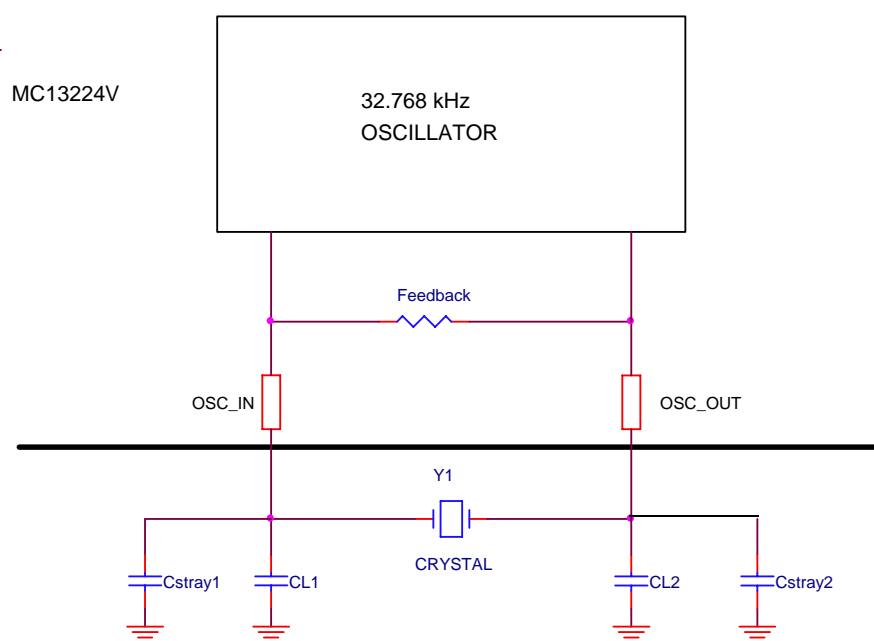 MC13224V
32.768 kHz
OSCILLATOR
Feedback
OSC_IN
OSC_OUT
Y1
CRYSTAL
Cstray1
CL1
CL2
Cstray2